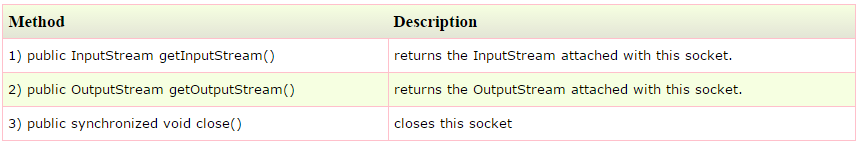 Method Description
1) public InputStream getInputStream() returns the InputStream attached with this socket.
2) public OutputStream getOutputStream() returns the OutputStream attached with this socket.
3) public synchronized void close() closes this socket